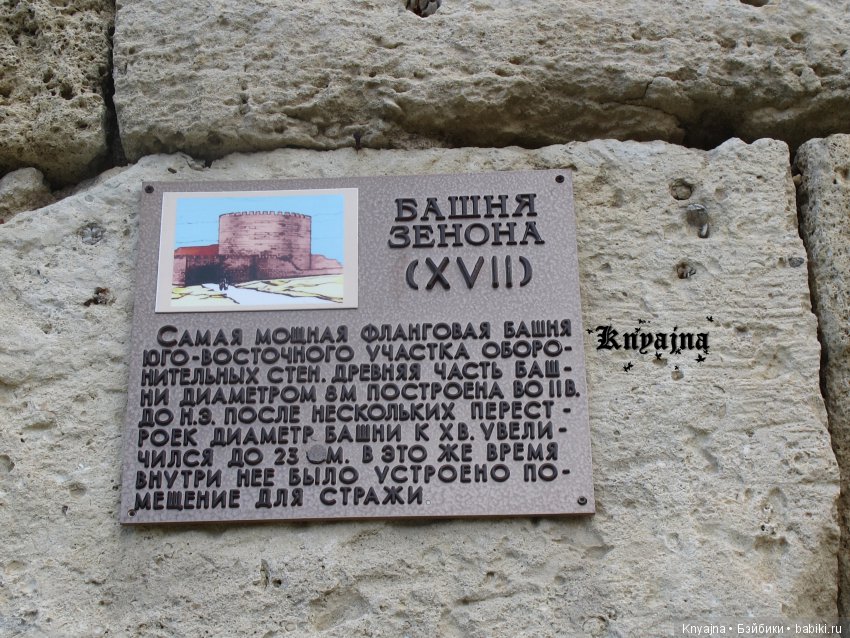 БАШНЯ
ЗЕНОНА
(XVII)
САМАЯ МОЩНАЯ ФЛАНГОВАЯ БАШНЯ
ЮГО-ВОСТОЧНОГО УЧАСТКА ОБОРО-
НИТЕЛЬНЫХ СТЕН. ДРЕВНЯЯ ЧАСТЬ БАШ-
НИ ДИАМЕТРОМ 8М ПОСТРОЕНА ВО II В.
ДО Н.Э. ПОСЛЕ НЕСКОЛЬКИХ ПЕРЕСТ-
РОЕК ДИАМЕТР БАШНИ К X В. УВЕЛИ-
ЧИЛСЯ ДО 23 М. В ЭТО ЖЕ ВРЕМЯ
ВНУТРИ НЕЕ БЫЛО УСТРОЕНО ПО-
МЕЩЕНИЕ ДЛЯ СТРАЖИ.
Knyajna
Knyajna • Бэйбики • babiki.ru